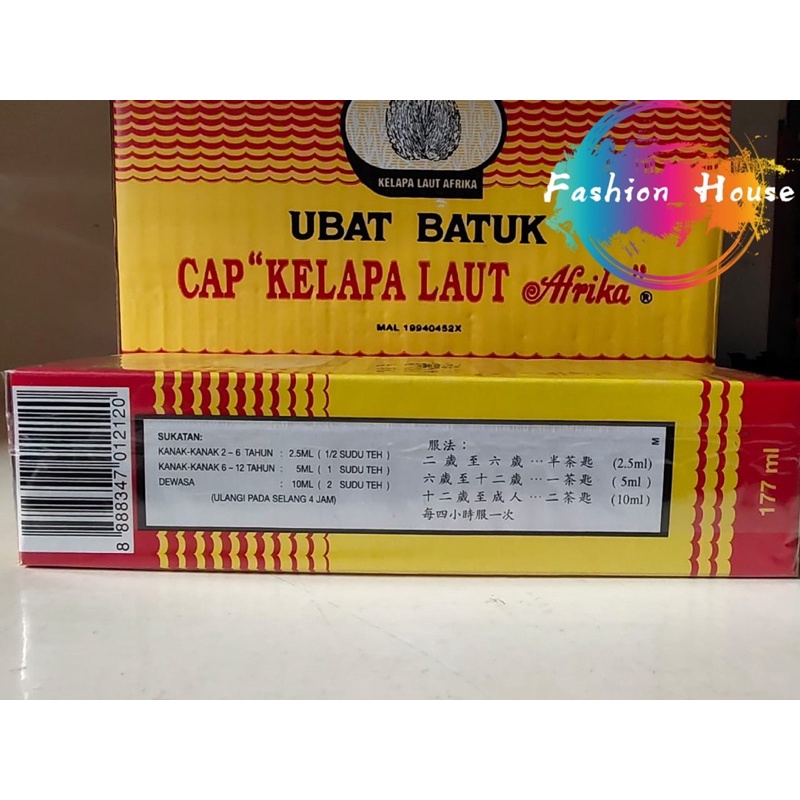 Fashion House
KELAPA LAUT AFRIKA
UBAT BATUK
CAP "KELAPA LAUT Afrika"®
MAL 19940452X
8 888347 012120
SUKATAN:
KANAK-KANAK 2 – 6 TAHUN : 2.5ML ( 1/2 SUDU TEH )
KANAK-KANAK 6 – 12 TAHUN : 5ML ( 1 SUDU TEH )
DEWASA : 10ML ( 2 SUDU TEH )
(ULANGI PADA SELANG 4 JAM)
服法：
二歲至六歲…半茶匙 (2.5ml)
六歲至十二歲…一茶匙 (5ml)
十二歲至成人…二茶匙 (10ml)
每四小時服一次
M
177 ml